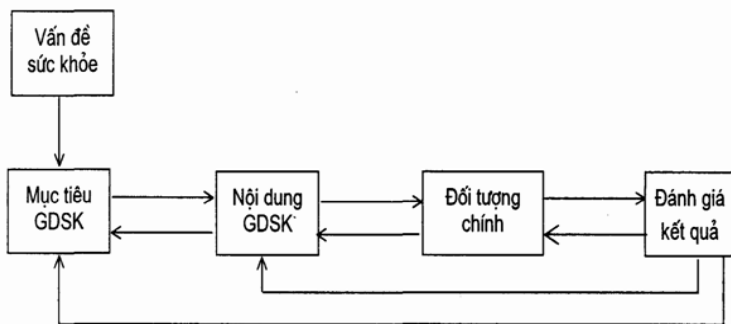 Vấn đề
sức khỏe
Mục tiêu
GDSK
Nội dung
GDSK
Đối tượng
chính
Đánh giá
kết quả